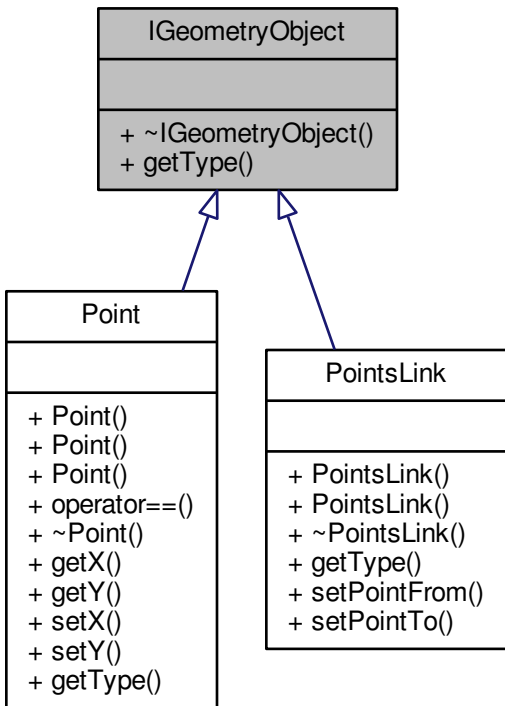 IGeometryObject
+ ~IGeometryObject()
+ getType()
Point
+ Point()
+ Point()
+ Point()
+ operator==()
+ ~Point()
+ getX()
+ getY()
+ setX()
+ setY()
+ getType()
PointsLink
+ PointsLink()
+ PointsLink()
+ ~PointsLink()
+ getType()
+ setPointFrom()
+ setPointTo()